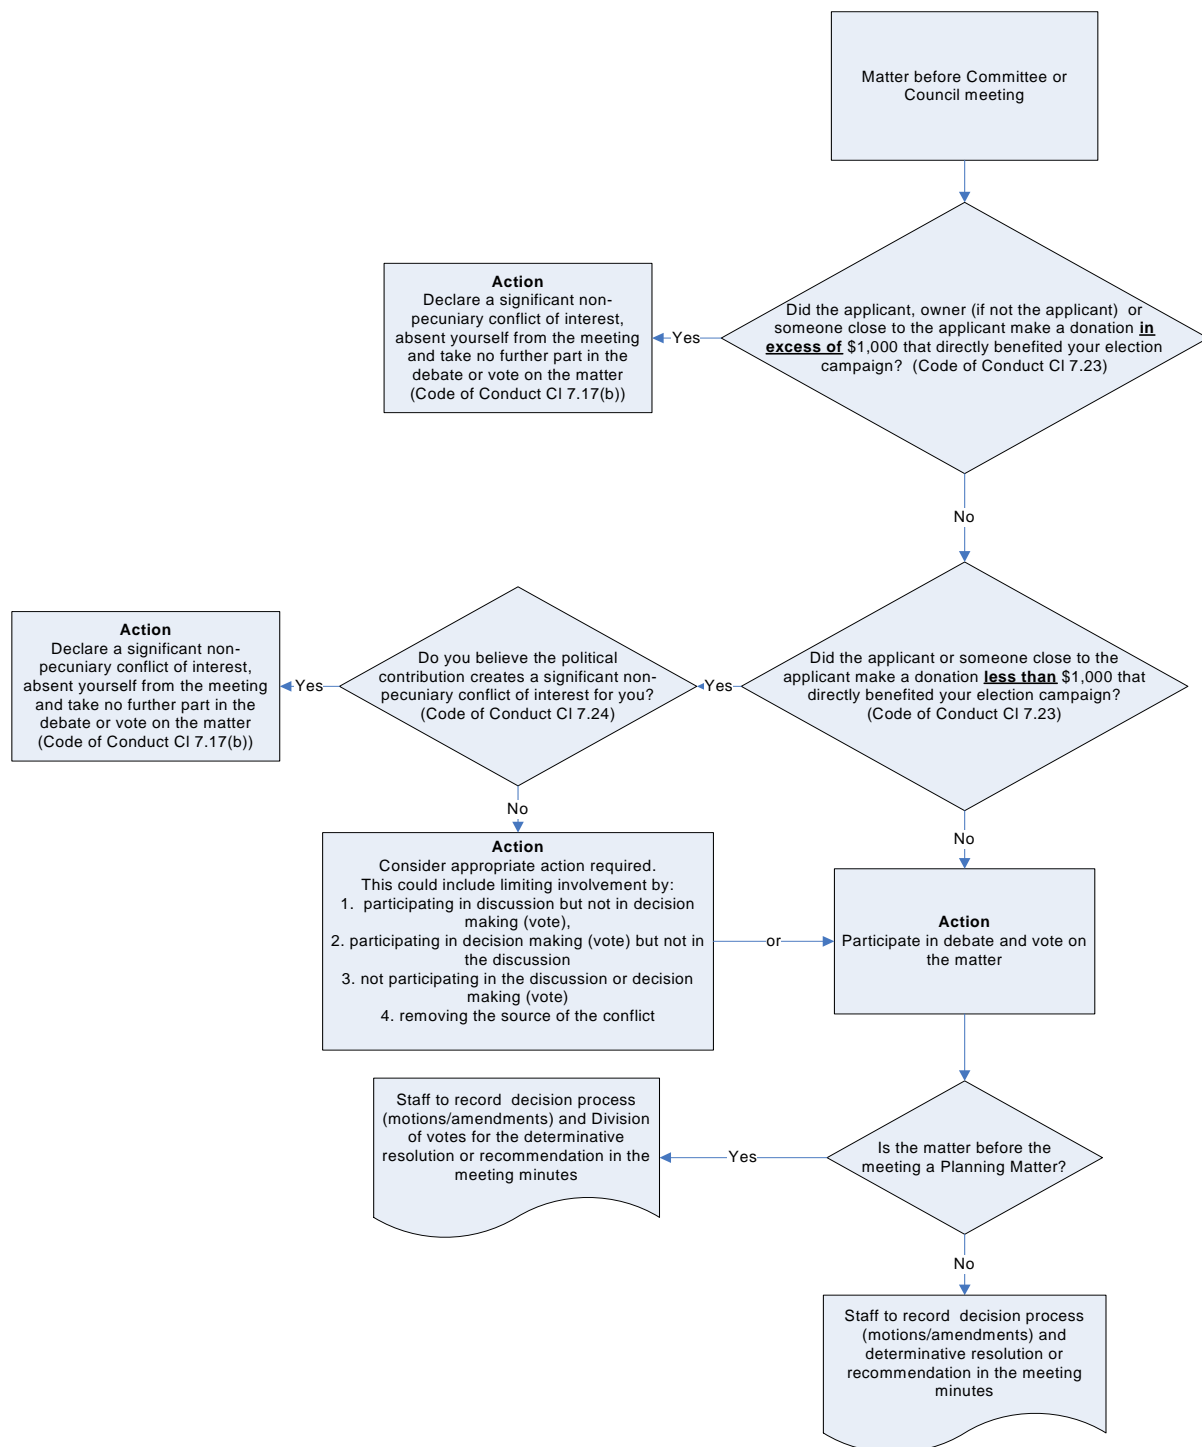 Matter before Committee or
Council meeting
Action
Declare a significant non-
pecuniary conflict of interest,
absent yourself from the meeting
and take no further part in the
debate or vote on the matter
(Code of Conduct Cl 7.17(b))
Yes
Did the applicant, owner (if not the applicant)  or
someone close to the applicant make a donation in
excess of $1,000 that directly benefited your election
campaign?  (Code of Conduct Cl 7.23)
No
Action
Declare a significant non-
pecuniary conflict of interest,
absent yourself from the meeting
and take no further part in the
debate or vote on the matter
(Code of Conduct Cl 7.17(b))
Yes
Do you believe the political
contribution creates a significant non-
pecuniary conflict of interest for you?
(Code of Conduct Cl 7.24)
Yes
Did the applicant or someone close to the
applicant make a donation less than $1,000 that
directly benefited your election campaign?
(Code of Conduct Cl 7.23)
No
No
Action
Consider appropriate action required.
This could include limiting involvement by:
1.  participating in discussion but not in decision
making (vote),
2. participating in decision making (vote) but not in
the discussion
3. not participating in the discussion or decision
making (vote)
4. removing the source of the conflict
or
Action
Participate in debate and vote on
the matter
Staff to record  decision process
(motions/amendments) and Division
of votes for the determinative
resolution or recommendation in the
meeting minutes
Yes
Is the matter before the
meeting a Planning Matter?
No
Staff to record  decision process
(motions/amendments) and
determinative resolution or
recommendation in the meeting
minutes